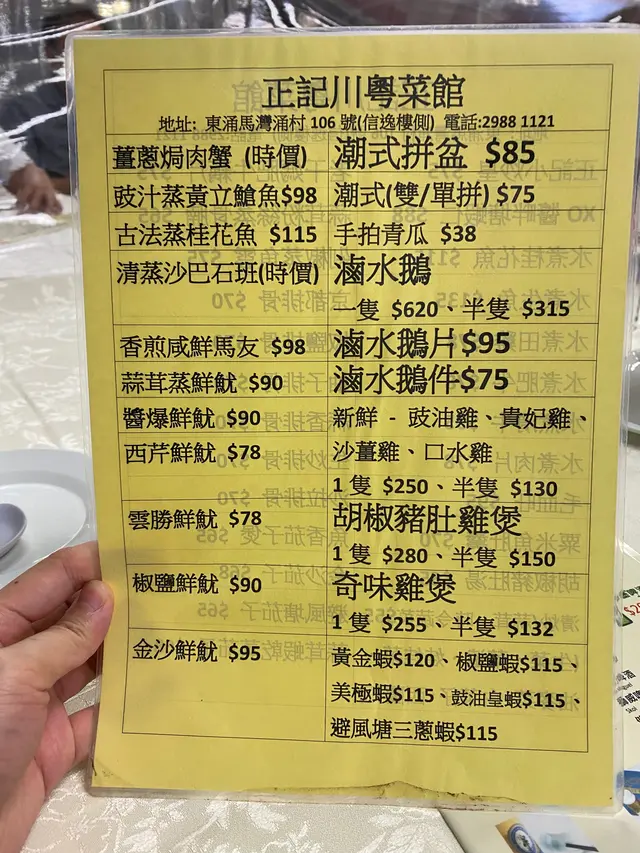 正記川粵菜館
地址: 東涌馬灣涌村 106 號(信逸樓側) 電話:2988 1121
薑蔥焗肉蟹 (時價)
潮式拼盆 $85
豉汁蒸黃立鯧魚$98
潮式(雙/單拼) $75
古法蒸桂花魚 $115
手拍青瓜 $38
清蒸沙巴石班(時價)
滷水鵝
一隻 $620、半隻 $315
香煎咸鮮馬友 $98
滷水鵝片$95
蒜茸蒸鮮魷 $90
滷水鵝件$75
醬爆鮮魷 $90
新鮮 - 豉油雞、貴妃雞、
西芹鮮魷 $78
沙薑雞、口水雞
1 隻 $250、半隻 $130
雲勝鮮魷 $78
胡椒豬肚雞煲
1 隻 $280、半隻 $150
椒鹽鮮魷 $90
奇味雞煲
1 隻 $255、半隻 $132
金沙鮮魷 $95
黃金蝦$120、椒鹽蝦$115、
美極蝦$115、鼓油皇蝦$115、
避風塘三蔥蝦$115